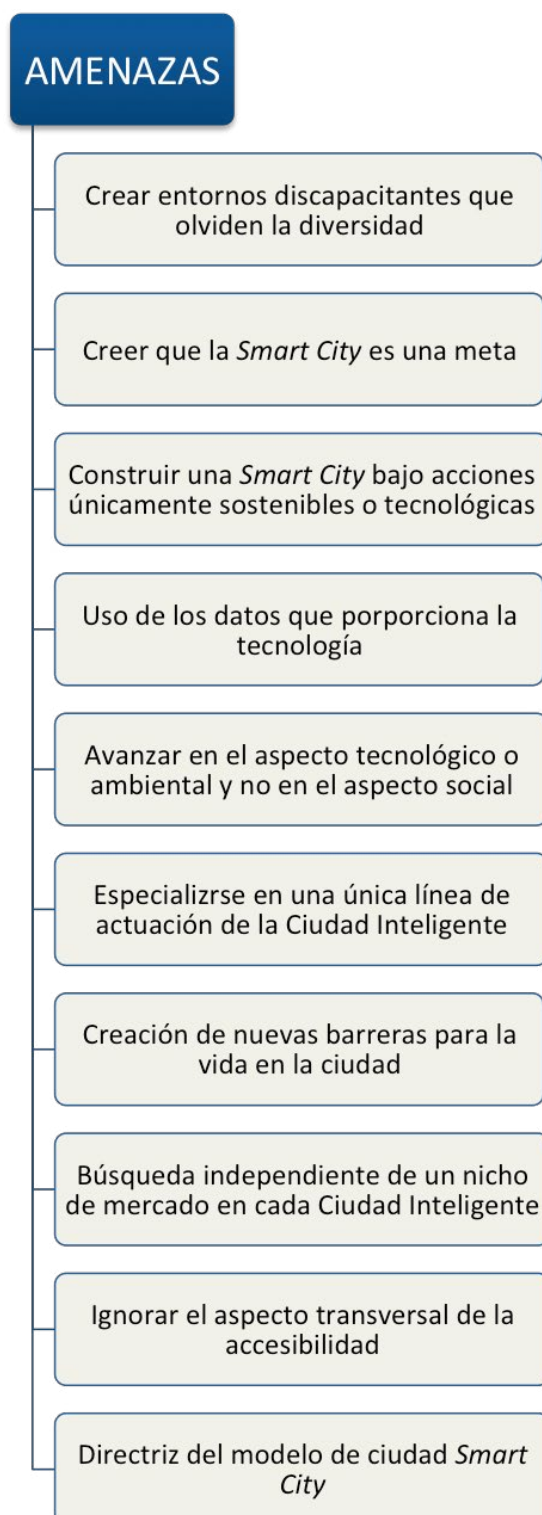 AMENAZAS
Crear entornos discapacitantes que
olviden la diversidad
Creer que la Smart City es una meta
Construir una Smart City bajo acciones
únicamente sostenibles o tecnológicas
Uso de los datos que porporciona la
tecnología
Avanzar en el aspecto tecnológico o
ambiental y no en el aspecto social
Especializrse en una única línea de
actuación de la Ciudad Inteligente
Creación de nuevas barreras para la
vida en la ciudad
Búsqueda independiente de un nicho
de mercado en cada Ciudad Inteligente
Ignorar el aspecto transversal de la
accesibilidad
Directriz del modelo de ciudad Smart
City